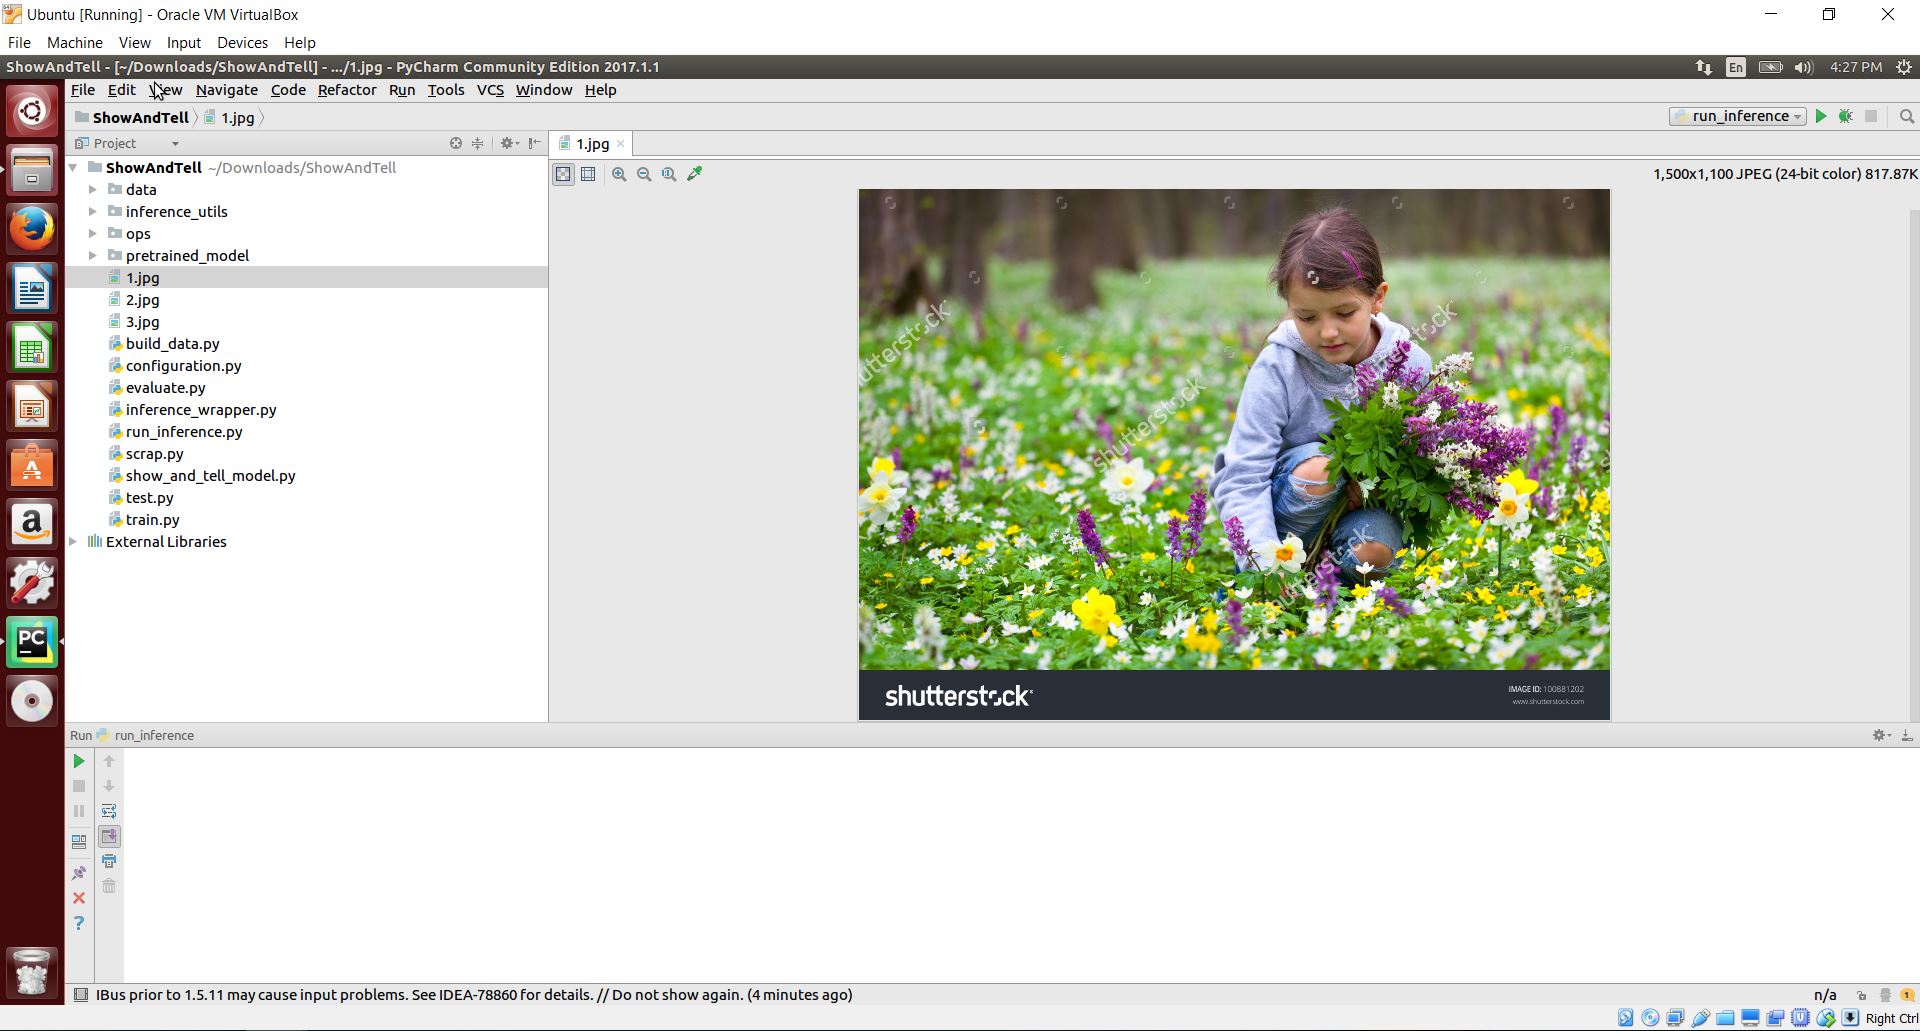 Ubuntu [Running] - Oracle VM VirtualBox
File Machine View Input Devices Help
ShowAndTell - [~/Downloads/ShowAndTell] - .../1.jpg - PyCharm Community Edition 2017.1.1
En 4:27 PM
File Edit View Navigate Code Refactor Run Tools VCS Window Help
ShowAndTell 1.jpg
run_inference
Project
1.jpg
ShowAndTell ~/Downloads/ShowAndTell
1,500x1,100 JPEG (24-bit color) 817.87K
data
inference_utils
ops
pretrained_model
1.jpg
2.jpg
3.jpg
build_data.py
configuration.py
evaluate.py
inference_wrapper.py
run_inference.py
scrap.py
show_and_tell_model.py
test.py
train.py
External Libraries
shutterstock
shutterstock
shutterstock
shutterstock
shutterstock
IMAGE ID: 100881202
www.shutterstock.com
PC
Run run_inference
IBus prior to 1.5.11 may cause input problems. See IDEA-78860 for details. // Do not show again. (4 minutes ago)
n/a
1
Right Ctrl